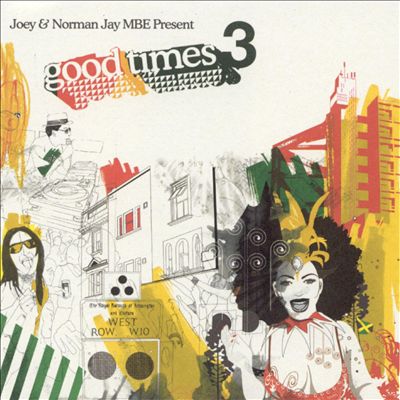 Joey & Norman Jay MBE Present
good times 3
(The Royal Borough of Kensington
and Chelsea
WEST
ROW W10